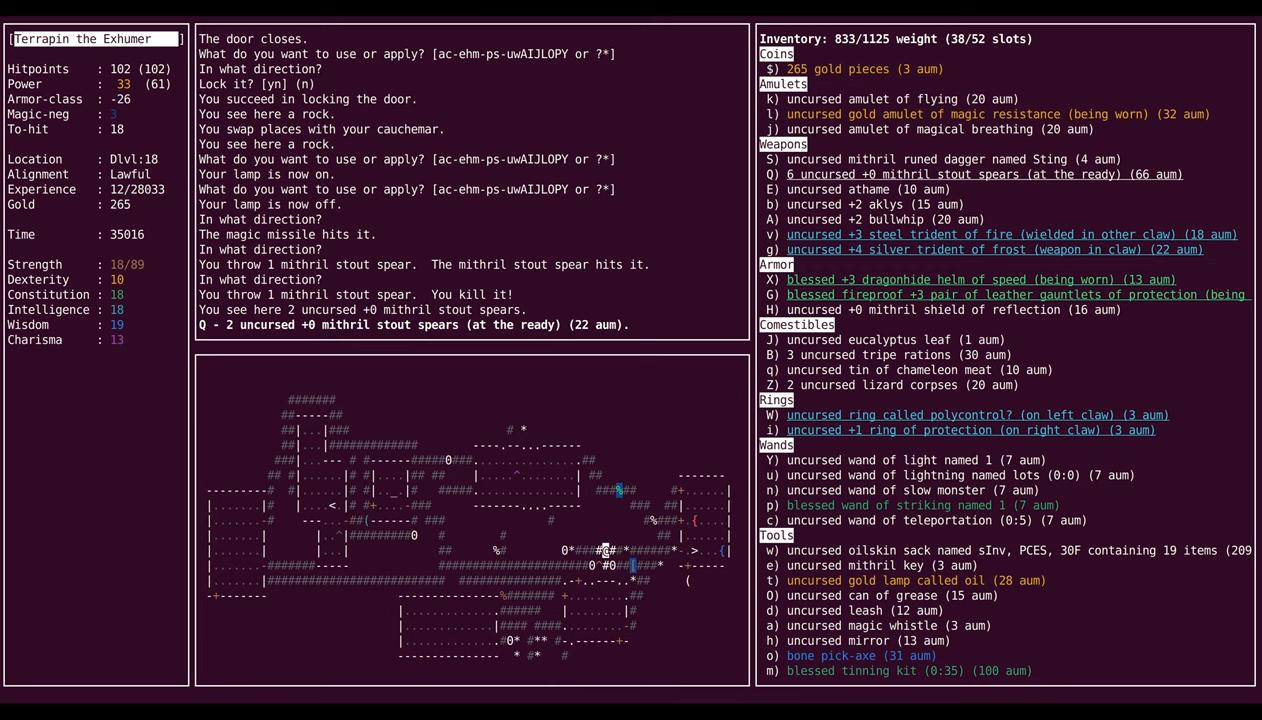 [Terrapin the Exhumer ]
Hitpoints : 102 (102)
Power : 33 (61)
Armor-class : -26
Magic-neg : 3
To-hit : 18
Location : Dlvl:18
Alignment : Lawful
Experience : 12/28033
Gold : 265
Time : 35016
Strength : 18/89
Dexterity : 10
Constitution : 18
Intelligence : 18
Wisdom : 19
Charisma : 13
The door closes.
What do you want to use or apply? [ac-ehm-ps-uwAIJLOPY or ?*]
In what direction?
Lock it? [yn] (n)
You succeed in locking the door.
You see here a rock.
You swap places with your cauchemar.
You see here a rock.
What do you want to use or apply? [ac-ehm-ps-uwAIJLOPY or ?*]
Your lamp is now on.
What do you want to use or apply? [ac-ehm-ps-uwAIJLOPY or ?*]
Your lamp is now off.
In what direction?
The magic missile hits it.
In what direction?
You throw 1 mithril stout spear. The mithril stout spear hits it.
In what direction?
You throw 1 mithril stout spear. You kill it!
You see here 2 uncursed +0 mithril stout spears.
Q - 2 uncursed +0 mithril stout spears (at the ready) (22 aum).
Inventory: 833/1125 weight (38/52 slots)
Coins
$) 265 gold pieces (3 aum)
Amulets
k) uncursed amulet of flying (20 aum)
l) uncursed gold amulet of magic resistance (being worn) (32 aum)
j) uncursed amulet of magical breathing (20 aum)
Weapons
S) uncursed mithril runed dagger named Sting (4 aum)
Q) 6 uncursed +0 mithril stout spears (at the ready) (66 aum)
E) uncursed athame (10 aum)
b) uncursed +2 aklys (15 aum)
A) uncursed +2 bullwhip (20 aum)
v) uncursed +3 steel trident of fire (wielded in other claw) (18 aum)
g) uncursed +4 silver trident of frost (weapon in claw) (22 aum)
Armor
X) blessed +3 dragonhide helm of speed (being worn) (13 aum)
G) blessed fireproof +3 pair of leather gauntlets of protection (being
H) uncursed +0 mithril shield of reflection (16 aum)
Comestibles
J) uncursed eucalyptus leaf (1 aum)
B) 3 uncursed tripe rations (30 aum)
q) uncursed tin of chameleon meat (10 aum)
Z) 2 uncursed lizard corpses (20 aum)
Rings
W) uncursed ring called polycontrol? (on left claw) (3 aum)
i) uncursed +1 ring of protection (on right claw) (3 aum)
Wands
Y) uncursed wand of light named 1 (7 aum)
u) uncursed wand of lightning named lots (0:0) (7 aum)
n) uncursed wand of slow monster (7 aum)
p) blessed wand of striking named 1 (7 aum)
c) uncursed wand of teleportation (0:5) (7 aum)
Tools
w) uncursed oilskin sack named sInv, PCES, 30F containing 19 items (209
e) uncursed mithril key (3 aum)
t) uncursed gold lamp called oil (28 aum)
O) uncursed can of grease (15 aum)
d) uncursed leash (12 aum)
a) uncursed magic whistle (3 aum)
h) uncursed mirror (13 aum)
o) bone pick-axe (31 aum)
m) blessed tinning kit (0:35) (100 aum)